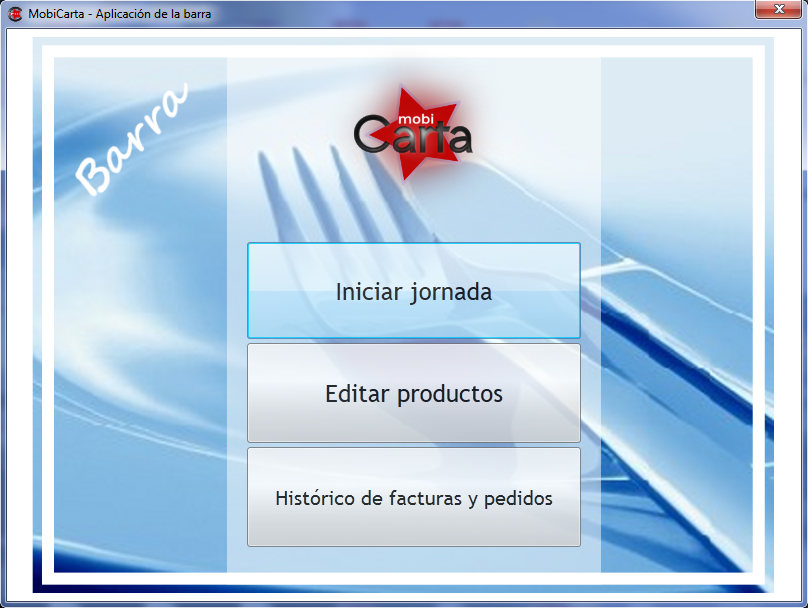 MobiCarta - Aplicación de la barra
Barra
mobi
Carta
Iniciar jornada
Editar productos
Histórico de facturas y pedidos